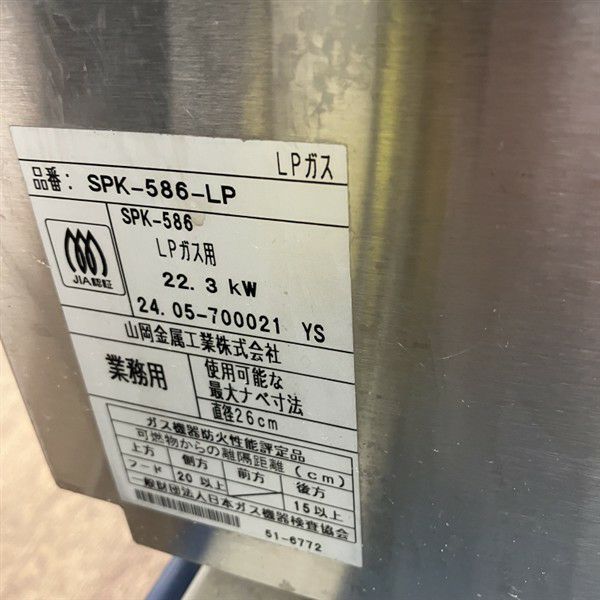 LPガス
品番: SPK-586-LP
SPK-586
LPガス用
22.3 kW
24.05-700021 YS
JIA認証
山岡金属工業株式会社
業務用
使用可能な
最大ナベ寸法
直径26cm
ガス機器防火性能評定品
可燃物からの離隔距離(cm)
上方 側方 前方 後方
フード 20以上 15以上
一般財団法人日本ガス機器検査協会
51-6772